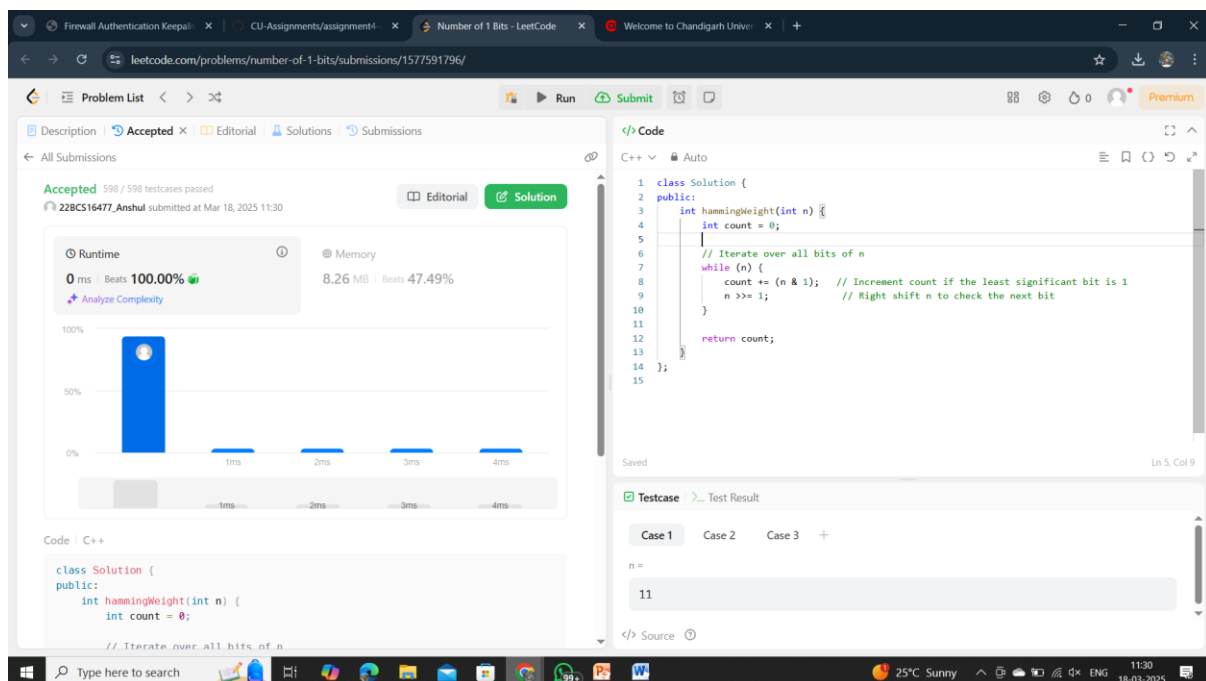 Firewall Authentication Keepali
CU-Assignments/assignment4-
Number of 1 Bits - LeetCode
Welcome to Chandigarh Univer
leetcode.com/problems/number-of-1-bits/submissions/1577591796/
Problem List
Run
Submit
0
Premium
Description
Accepted
Editorial
Solutions
Submissions
All Submissions
Accepted 598 / 598 testcases passed
22BCS16477_Anshul submitted at Mar 18, 2025 11:30
Editorial
Solution
Runtime
0 ms Beats 100.00%
Analyze Complexity
Memory
8.26 MB Beats 47.49%
100%
50%
0%
1ms 2ms 3ms 4ms
1ms 2ms 3ms 4ms
Code C++
class Solution {
public:
int hammingWeight(int n) {
int count = 0;
// Iterate over all bits of n
</> Code
C++ Auto
1 class Solution {
2 public:
3 int hammingWeight(int n) {
4 int count = 0;
5
6 // Iterate over all bits of n
7 while (n) {
8 count += (n & 1); // Increment count if the least significant bit is 1
9 n >>= 1; // Right shift n to check the next bit
10 }
11
12 return count;
13 }
14 };
15
Saved
Ln 5, Col 9
Testcase
Test Result
Case 1 Case 2 Case 3 +
n =
11
</> Source
Type here to search
99+
25°C Sunny
ENG
11:30
18-03-2025